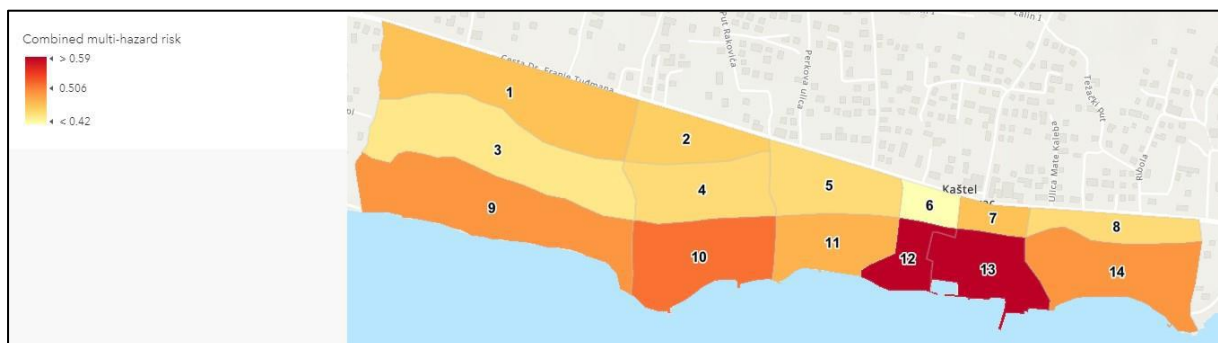 Combined multi-hazard risk
> 0.59
0.506
< 0.42
Put Rakovića
Perkova ulica
Cesta Dr. Franje Tuđmana
Težački Put
Ulica Mate Kaleba
Ribola
Kaštel
1
2
3
4
5
6
7
8
9
10
11
12
13
14